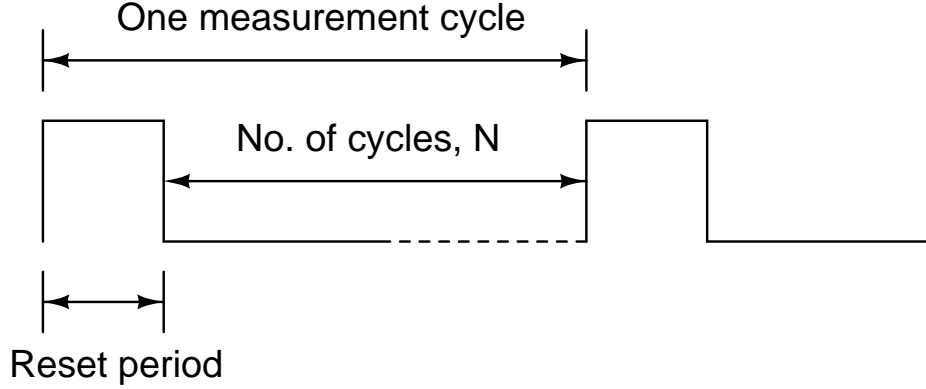 One measurement cycle
No. of cycles, N
Reset period